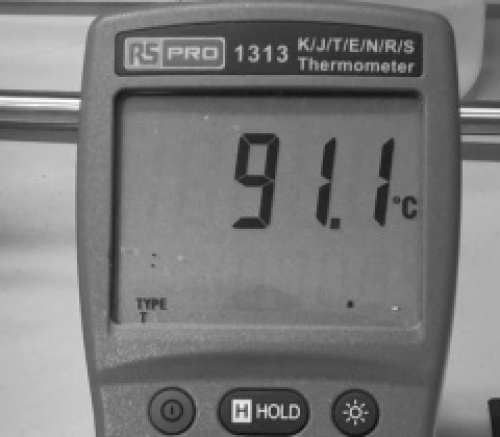 RS PRO 1313 K/J/T/E/N/R/S
Thermometer
91.1 °C
TYPE
T
H HOLD